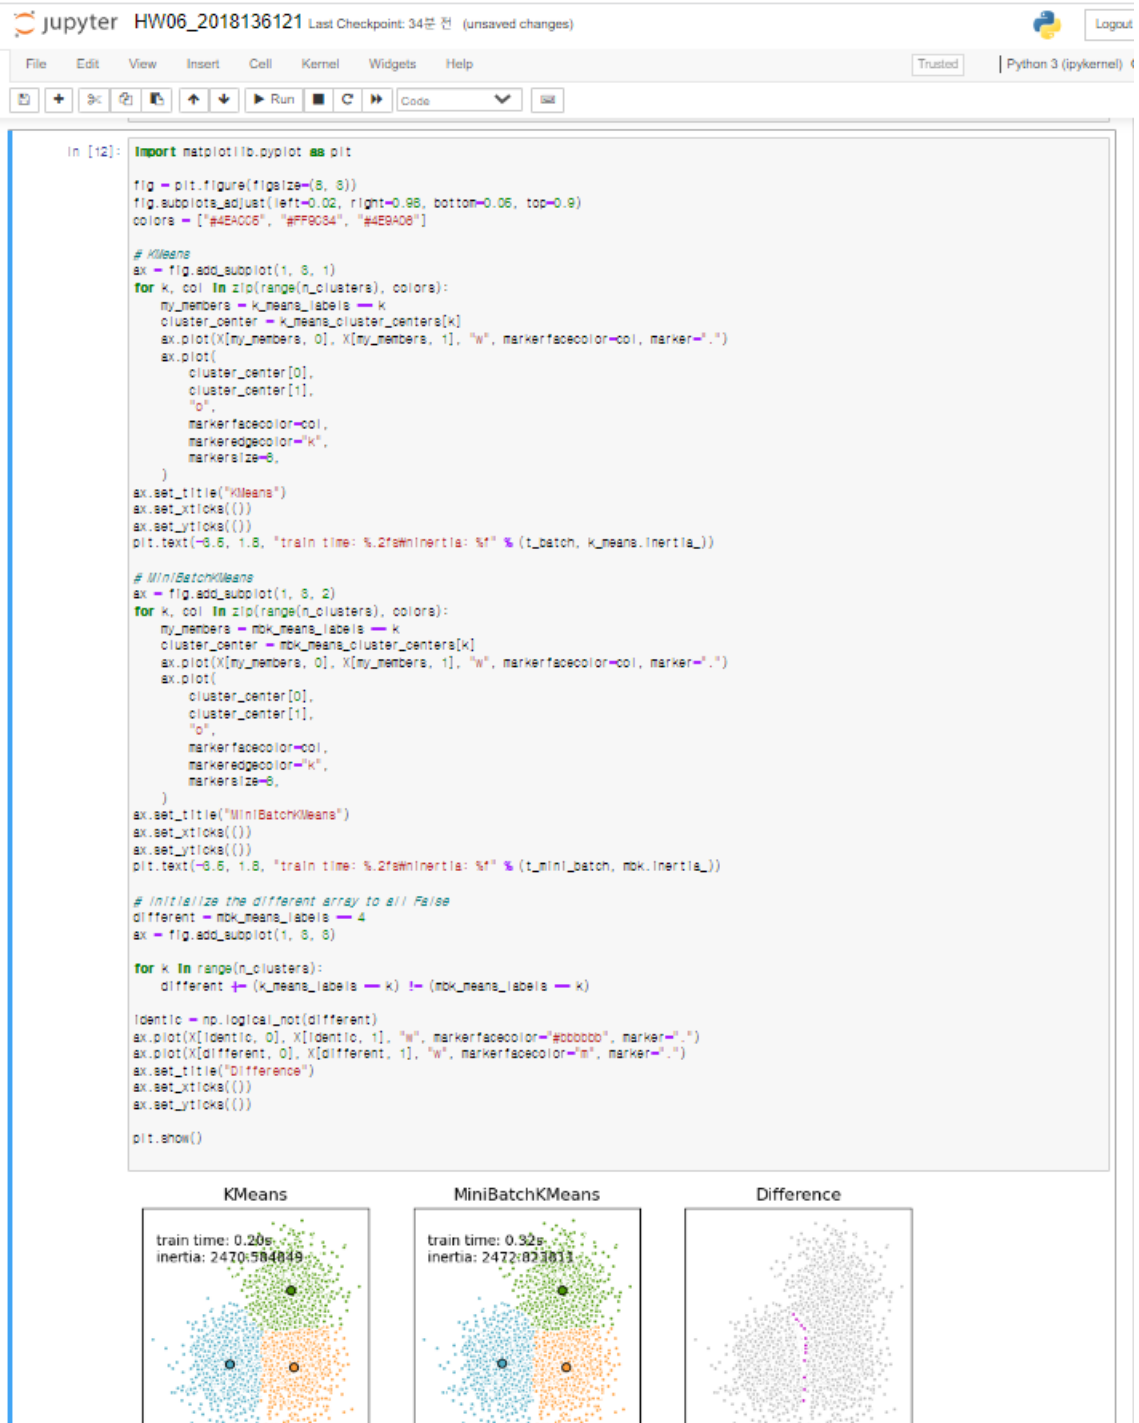 jupyter HW06_2018136121 Last Checkpoint: 34분 전 (unsaved changes) Logout
File Edit View Insert Cell Kernel Widgets Help Trusted Python 3 (ipykernel)
Run Code
In [12]: import matplotlib.pyplot as plt
fig = plt.figure(figsize=(8, 3))
fig.subplots_adjust(left=0.02, right=0.98, bottom=0.05, top=0.9)
colors = ["#4EACC5", "#FF9C34", "#4E9A06"]
# KMeans
ax = fig.add_subplot(1, 3, 1)
for k, col in zip(range(n_clusters), colors):
my_members = k_means_labels == k
cluster_center = k_means_cluster_centers[k]
ax.plot(X[my_members, 0], X[my_members, 1], "w", markerfacecolor=col, marker=".")
ax.plot(
cluster_center[0],
cluster_center[1],
"o",
markerfacecolor=col,
markeredgecolor="k",
markersize=6,
)
ax.set_title("KMeans")
ax.set_xticks(())
ax.set_yticks(())
plt.text(-3.5, 1.8, "train time: %.2fs₩ninertia: %f" % (t_batch, k_means.inertia_))
# MiniBatchKMeans
ax = fig.add_subplot(1, 3, 2)
for k, col in zip(range(n_clusters), colors):
my_members = mbk_means_labels == k
cluster_center = mbk_means_cluster_centers[k]
ax.plot(X[my_members, 0], X[my_members, 1], "w", markerfacecolor=col, marker=".")
ax.plot(
cluster_center[0],
cluster_center[1],
"o",
markerfacecolor=col,
markeredgecolor="k",
markersize=6,
)
ax.set_title("MiniBatchKMeans")
ax.set_xticks(())
ax.set_yticks(())
plt.text(-3.5, 1.8, "train time: %.2fs₩ninertia: %f" % (t_mini_batch, mbk.inertia_))
# initialize the different array to all False
different = mbk_means_labels == 4
ax = fig.add_subplot(1, 3, 3)
for k in range(n_clusters):
different += (k_means_labels == k) != (mbk_means_labels == k)
identic = np.logical_not(different)
ax.plot(X[identic, 0], X[identic, 1], "w", markerfacecolor="#bbbbbb", marker=".")
ax.plot(X[different, 0], X[different, 1], "w", markerfacecolor="m", marker=".")
ax.set_title("Difference")
ax.set_xticks(())
ax.set_yticks(())
plt.show()
KMeans MiniBatchKMeans Difference
train time: 0.20s train time: 0.32s
inertia: 2470.584849 inertia: 2472.823811